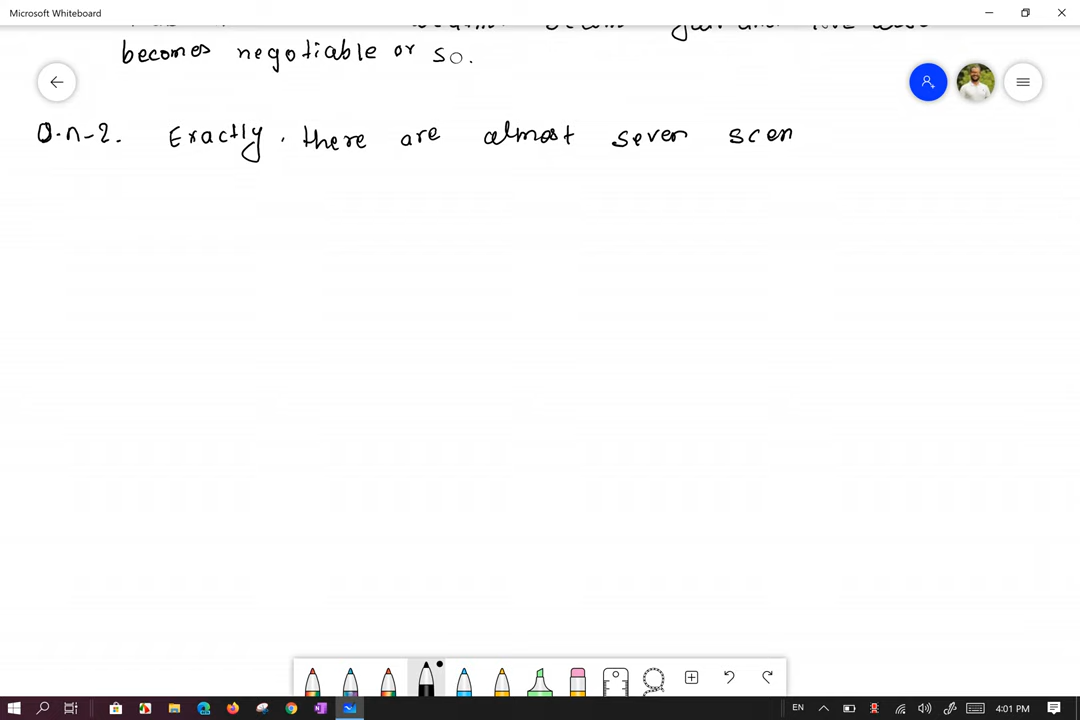 Microsoft Whiteboard
becomes negotiable or so.
Q.n-2. Exactly. there are almost seven scen
EN
4:01 PM